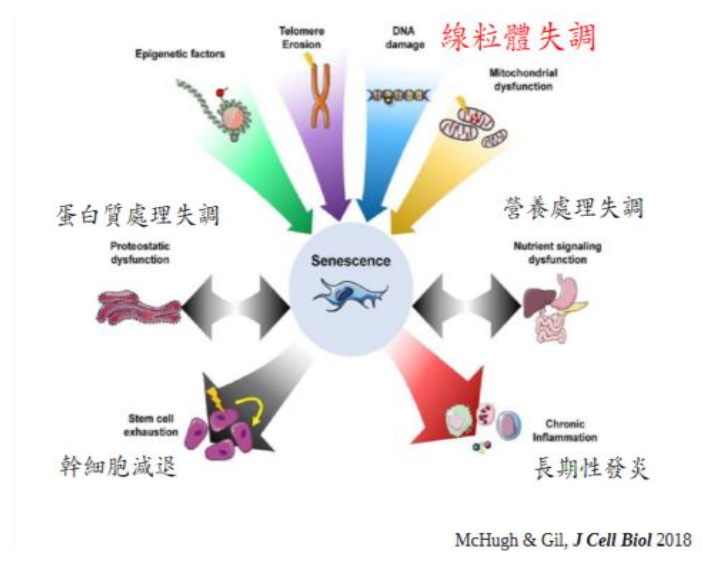 Epigenetic factors
Telomere
Erosion
DNA
damage
線粒體失調
Mitochondrial
dysfunction
蛋白質處理失調
營養處理失調
Proteostatic
dysfunction
Senescence
Nutrient signaling
dysfunction
Stem cell
exhaustion
Chronic
Inflammation
幹細胞減退
長期性發炎
McHugh & Gil, J Cell Biol 2018